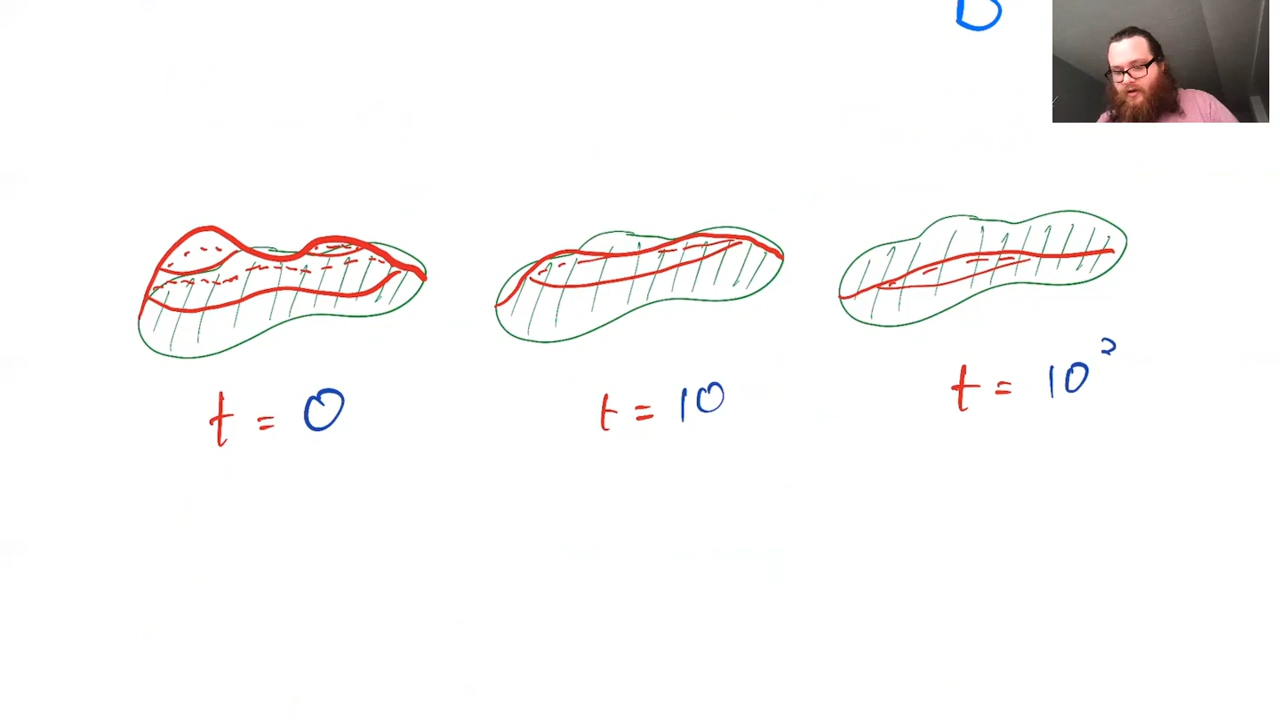 D
t = 0
t = 10
t = 10²